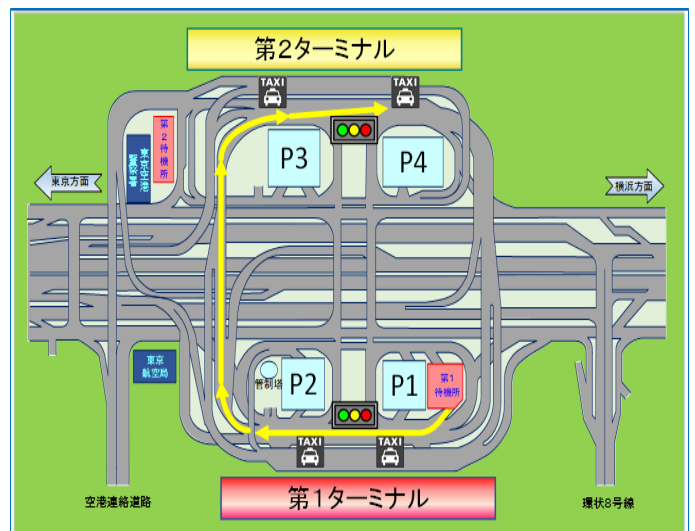 第2ターミナル
TAXI
TAXI
第2待機所
東京空港警察署
P3
P4
東京方面
横浜方面
東京
航空局
管制塔
P2
P1
第1
待機所
TAXI
TAXI
空港連絡道路
第1ターミナル
環状8号線